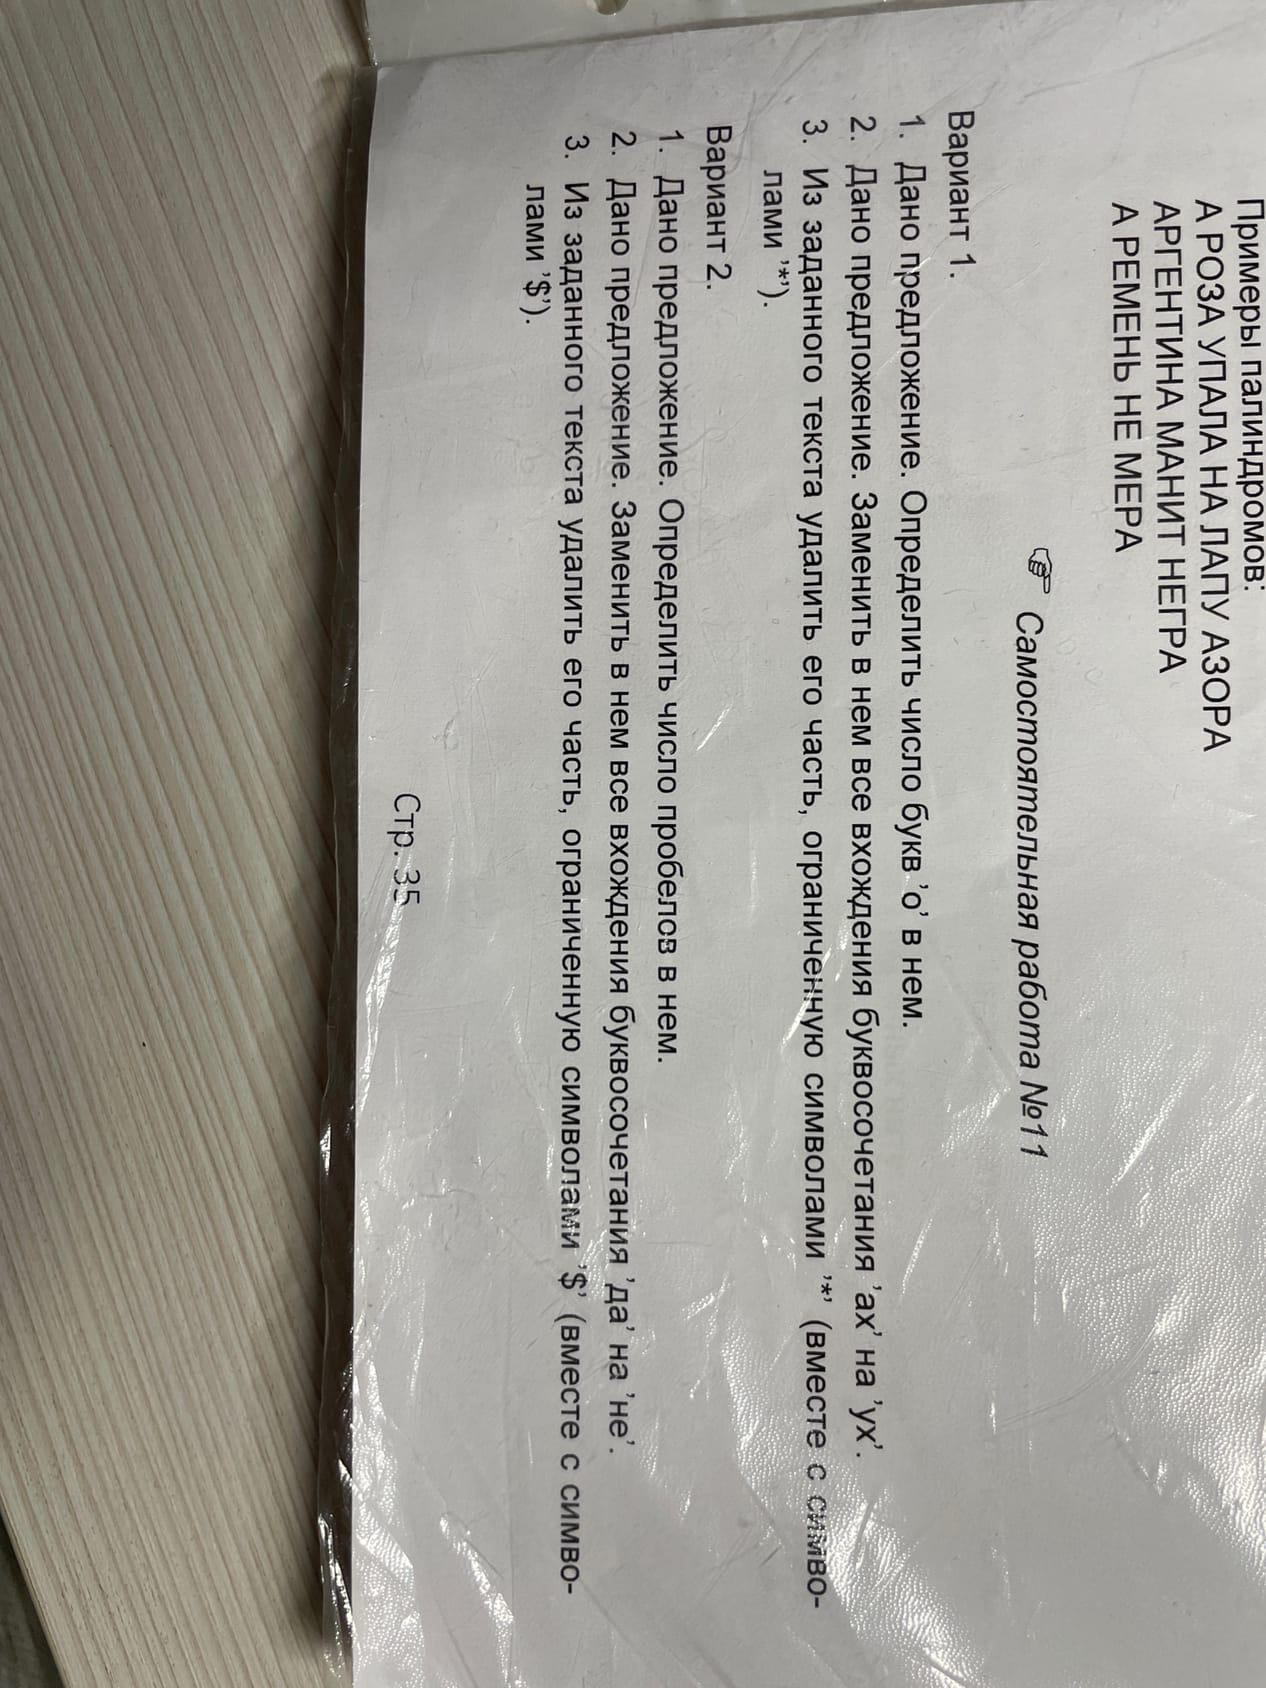 Примеры палиндромов:
А РОЗА УПАЛА НА ЛАПУ АЗОРА
АРГЕНТИНА МАНИТ НЕГРА
А РЕМЕНЬ НЕ МЕРА
☞ Самостоятельная работа №11
Вариант 1.
1. Дано предложение. Определить число букв ’о’ в нем.
2. Дано предложение. Заменить в нем все вхождения буквосочетания ’ах’ на ’ух’.
3. Из заданного текста удалить его часть, ограниченную символами ’*’ (вместе с симво-
лами ’*’).
Вариант 2.
1. Дано предложение. Определить число пробелов в нем.
2. Дано предложение. Заменить в нем все вхождения буквосочетания ’да’ на ’не’.
3. Из заданного текста удалить его часть, ограниченную символами ’$’ (вместе с симво-
лами ’$’).
Стр. 35